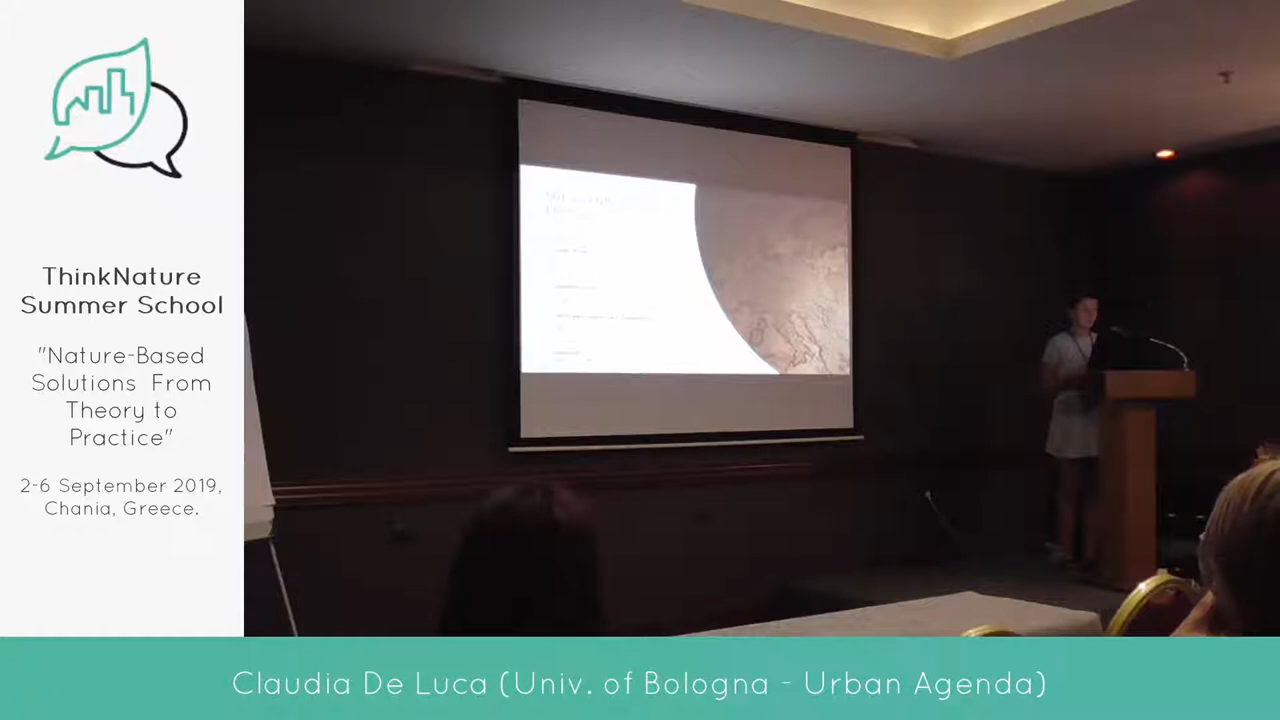 ThinkNature
Summer School
"Nature-Based
Solutions From
Theory to
Practice"
2-6 September 2019,
Chania, Greece.
Claudia De Luca (Univ. of Bologna - Urban Agenda)